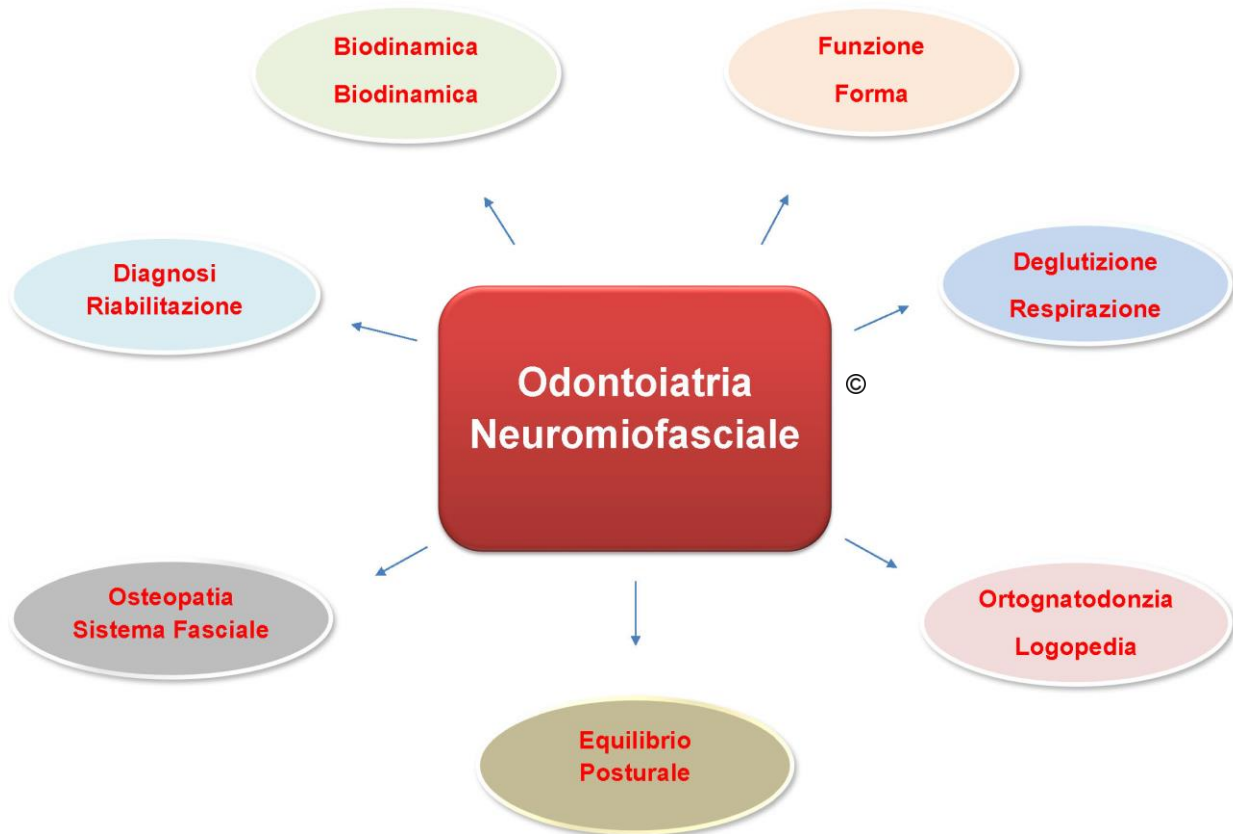 Biodinamica
Biodinamica
Funzione
Forma
Diagnosi
Riabilitazione
Deglutizione
Respirazione
Odontoiatria
Neuromiofasciale
©
Osteopatia
Sistema Fasciale
Ortognatodonzia
Logopedia
Equilibrio
Posturale